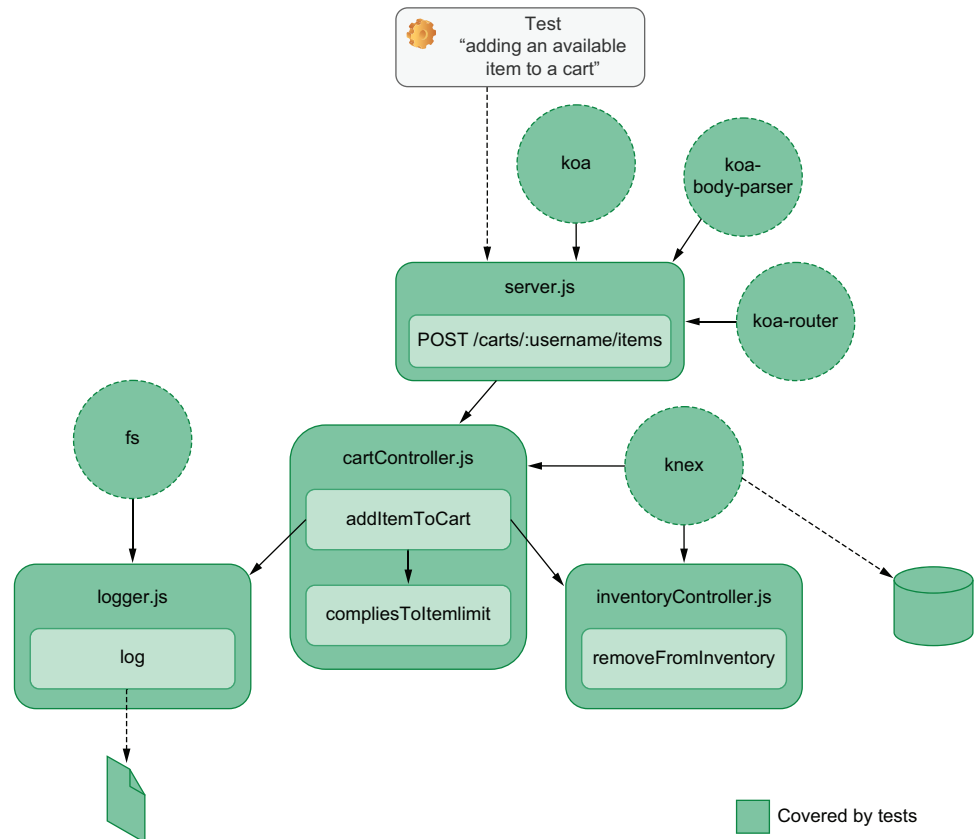 Test
“adding an available
item to a cart”
koa
koa-
body-parser
server.js
koa-router
POST /carts/:username/items
fs
cartController.js
knex
addItemToCart
logger.js
compliesToItemlimit
inventoryController.js
log
removeFromInventory
Covered by tests